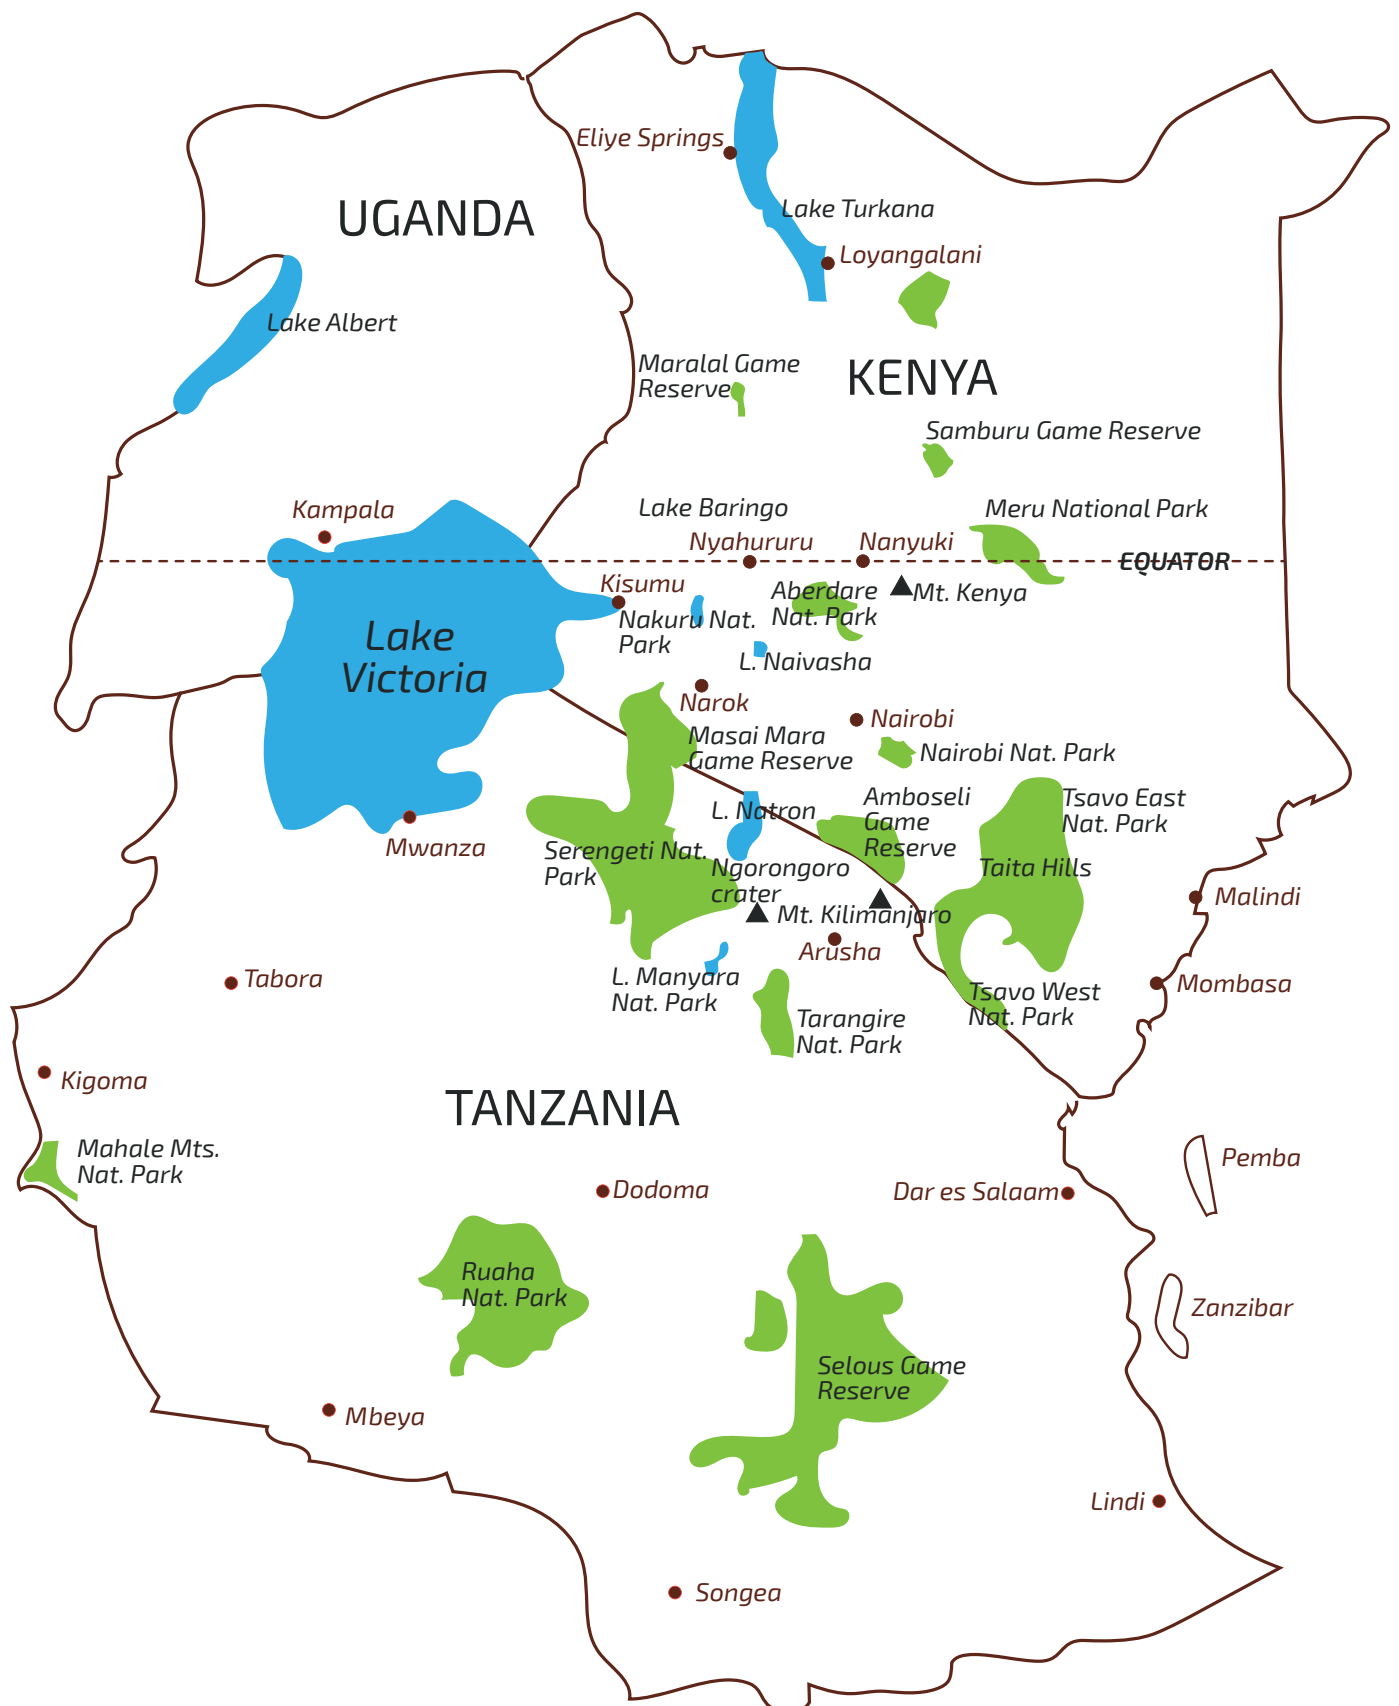 Eliye Springs
UGANDA
Lake Turkana
Loyangalani
Lake Albert
Maralal Game
Reserve
KENYA
Samburu Game Reserve
Kampala
Lake Baringo
Meru National Park
Nyahururu
Nanyuki
EQUATOR
Kisumu
Aberdare
Nat. Park
Mt. Kenya
Nakuru Nat.
Park
Lake
Victoria
L. Naivasha
Narok
Nairobi
Masai Mara
Game Reserve
Nairobi Nat. Park
L. Natron
Amboseli
Game
Reserve
Tsavo East
Nat. Park
Mwanza
Serengeti Nat.
Park
Ngorongoro
crater
Taita Hills
Malindi
Mt. Kilimanjaro
Arusha
Tabora
L. Manyara
Nat. Park
Tsavo West
Nat. Park
Mombasa
Tarangire
Nat. Park
Kigoma
TANZANIA
Mahale Mts.
Nat. Park
Pemba
Dodoma
Dar es Salaam
Ruaha
Nat. Park
Zanzibar
Selous Game
Reserve
Mbeya
Lindi
Songea